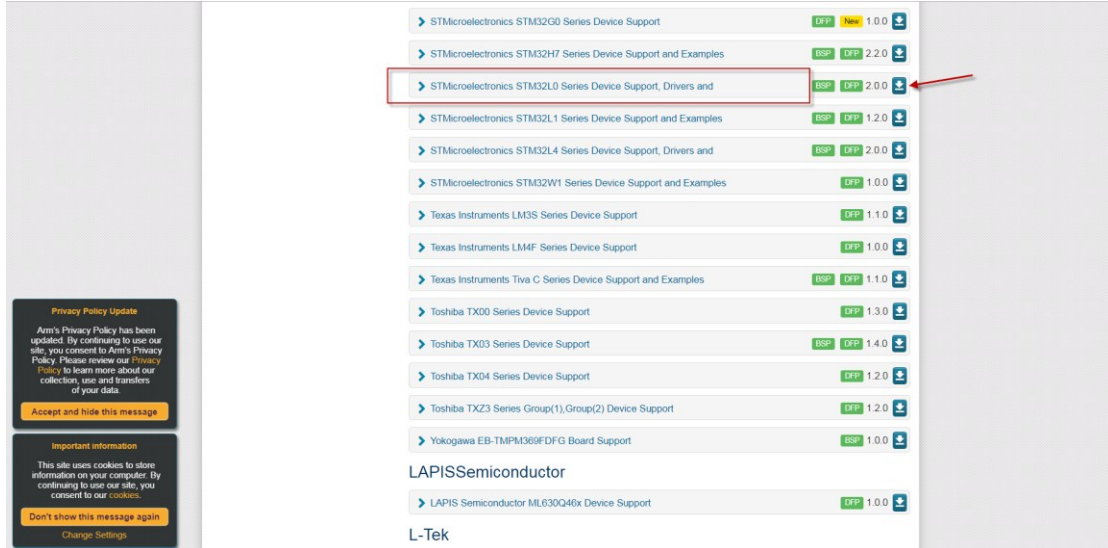 STMicroelectronics STM32G0 Series Device Support DFP New 1.0.0
STMicroelectronics STM32H7 Series Device Support and Examples BSP DFP 2.2.0
STMicroelectronics STM32L0 Series Device Support, Drivers and BSP DFP 2.0.0
STMicroelectronics STM32L1 Series Device Support and Examples BSP DFP 1.2.0
STMicroelectronics STM32L4 Series Device Support, Drivers and BSP DFP 2.0.0
STMicroelectronics STM32W1 Series Device Support and Examples DFP 1.0.0
Texas Instruments LM3S Series Device Support DFP 1.1.0
Texas Instruments LM4F Series Device Support DFP 1.0.0
Texas Instruments Tiva C Series Device Support and Examples BSP DFP 1.1.0
Toshiba TX00 Series Device Support DFP 1.3.0
Toshiba TX03 Series Device Support BSP DFP 1.4.0
Toshiba TX04 Series Device Support DFP 1.2.0
Toshiba TXZ3 Series Group(1),Group(2) Device Support DFP 1.2.0
Yokogawa EB-TMPM369FDFG Board Support BSP 1.0.0
LAPISSemiconductor
LAPIS Semiconductor ML630Q46x Device Support DFP 1.0.0
L-Tek
Privacy Policy Update
Arm's Privacy Policy has been
updated. By continuing to use our
site, you consent to Arm's Privacy
Policy. Please review our Privacy
Policy to learn more about our
collection, use and transfers
of your data.
Accept and hide this message
Important information
This site uses cookies to store
information on your computer. By
continuing to use our site, you
consent to our cookies.
Don't show this message again
Change Settings